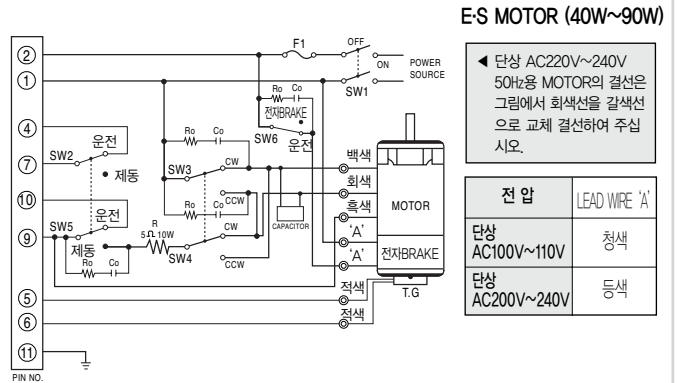 E·S MOTOR (40W~90W)
② F1 OFF
ON POWER
SOURCE
① SW1
Ro Co
전자BRAKE
SW6 운전
④ 운전
⑦ SW2 제동
⑩ 운전
⑨ SW5 제동
Ro Co
R
5Ω 10W
Ro Co
SW3 CW
CCW
Ro Co
CW
SW4 CCW
CAPACITOR
백색
회색
흑색
'A'
'A'
MOTOR
전자BRAKE
T.G
⑤ 적색
⑥ 적색
⑪
PIN NO.
◀ 단상 AC220V~240V
50Hz용 MOTOR의 결선은
그림에서 회색선을 갈색선
으로 교체 결선하여 주십
시오.
전 압 LEAD WIRE 'A'
단상
AC100V~110V 청색
단상
AC200V~240V 등색